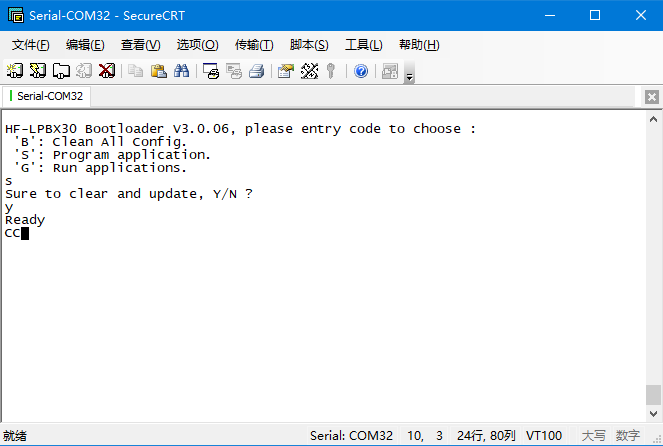 Serial-COM32 - SecureCRT
文件(F) 编辑(E) 查看(V) 选项(O) 传输(T) 脚本(S) 工具(L) 帮助(H)
Serial-COM32
HF-LPBX30 Bootloader V3.0.06, please entry code to choose :
'B': Clean All Config.
'S': Program application.
'G': Run applications.
s
Sure to clear and update, Y/N ?
y
Ready
CC
就绪 Serial: COM32 10, 3 24行, 80列 VT100 大写 数字